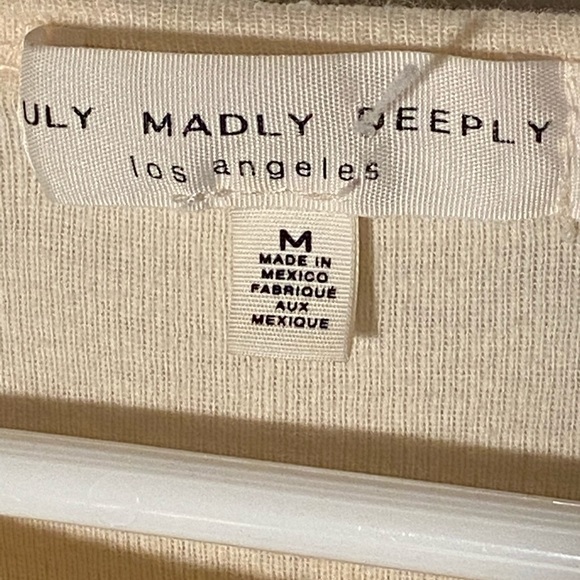 ULY MADLY DEEPLY
los angeles
M
MADE IN
MEXICO
FABRIQUÉ
AUX
MEXIQUE